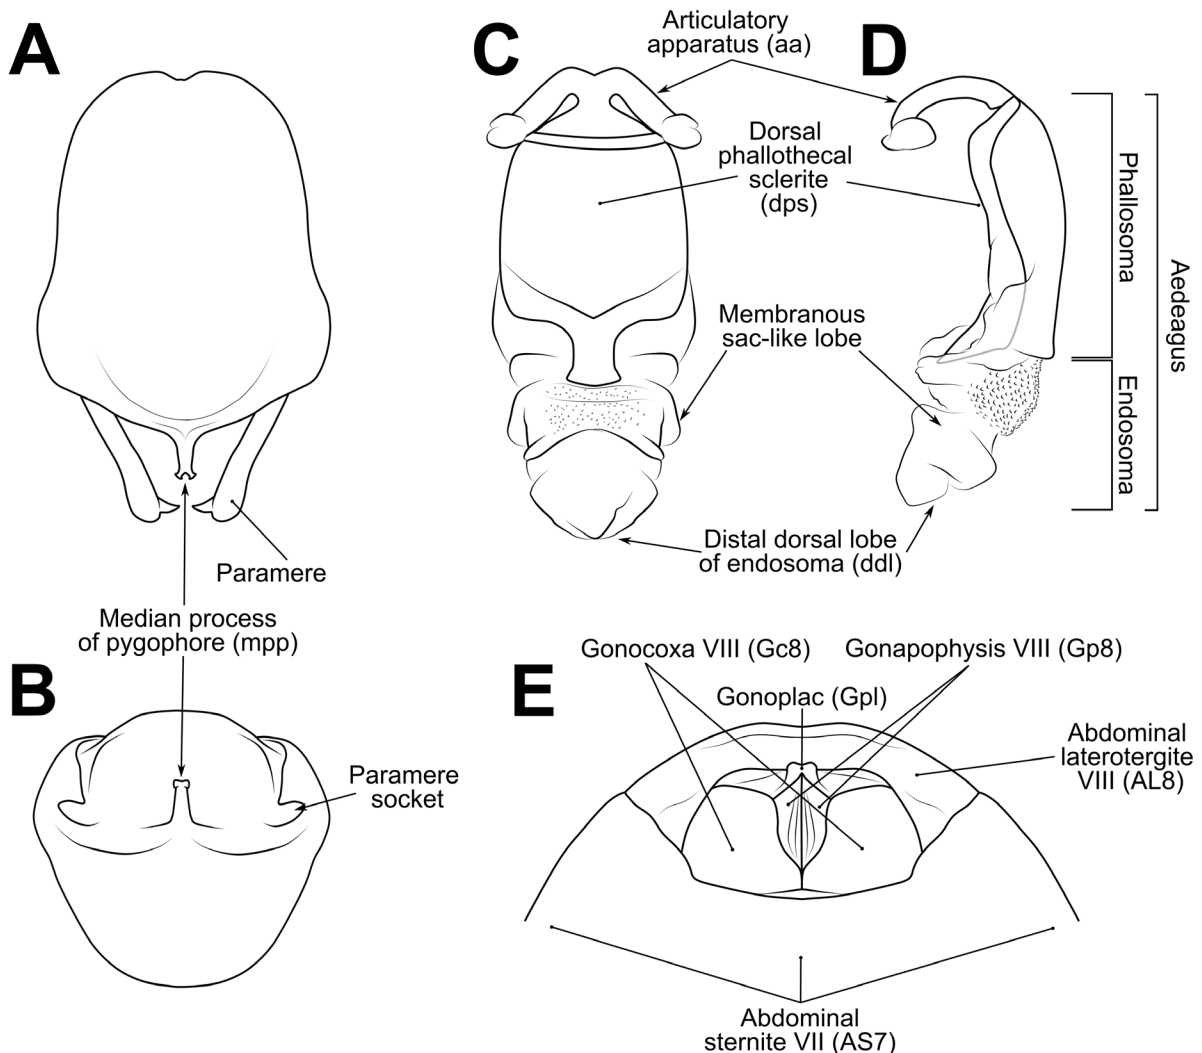 A
C
Articulatory
apparatus (aa)
D
Dorsal
phallothecal
sclerite
(dps)
Phallosoma
Aedeagus
Membranous
sac-like lobe
Endosoma
Distal dorsal lobe
of endosoma (ddl)
Paramere
Median process
of pygophore (mpp)
B
Paramere
socket
E
Gonocoxa VIII (Gc8)
Gonapophysis VIII (Gp8)
Gonoplac (Gpl)
Abdominal
laterotergite
VIII (AL8)
Abdominal
sternite VII (AS7)